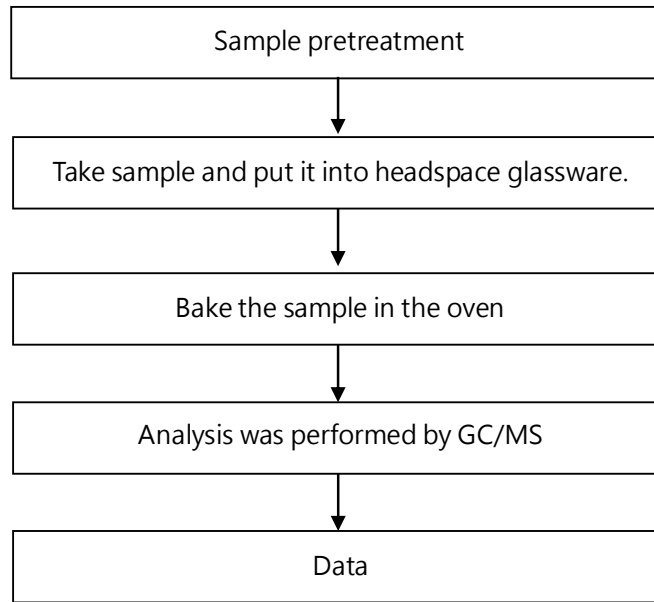 Sample pretreatment
Take sample and put it into headspace glassware.
Bake the sample in the oven
Analysis was performed by GC/MS
Data